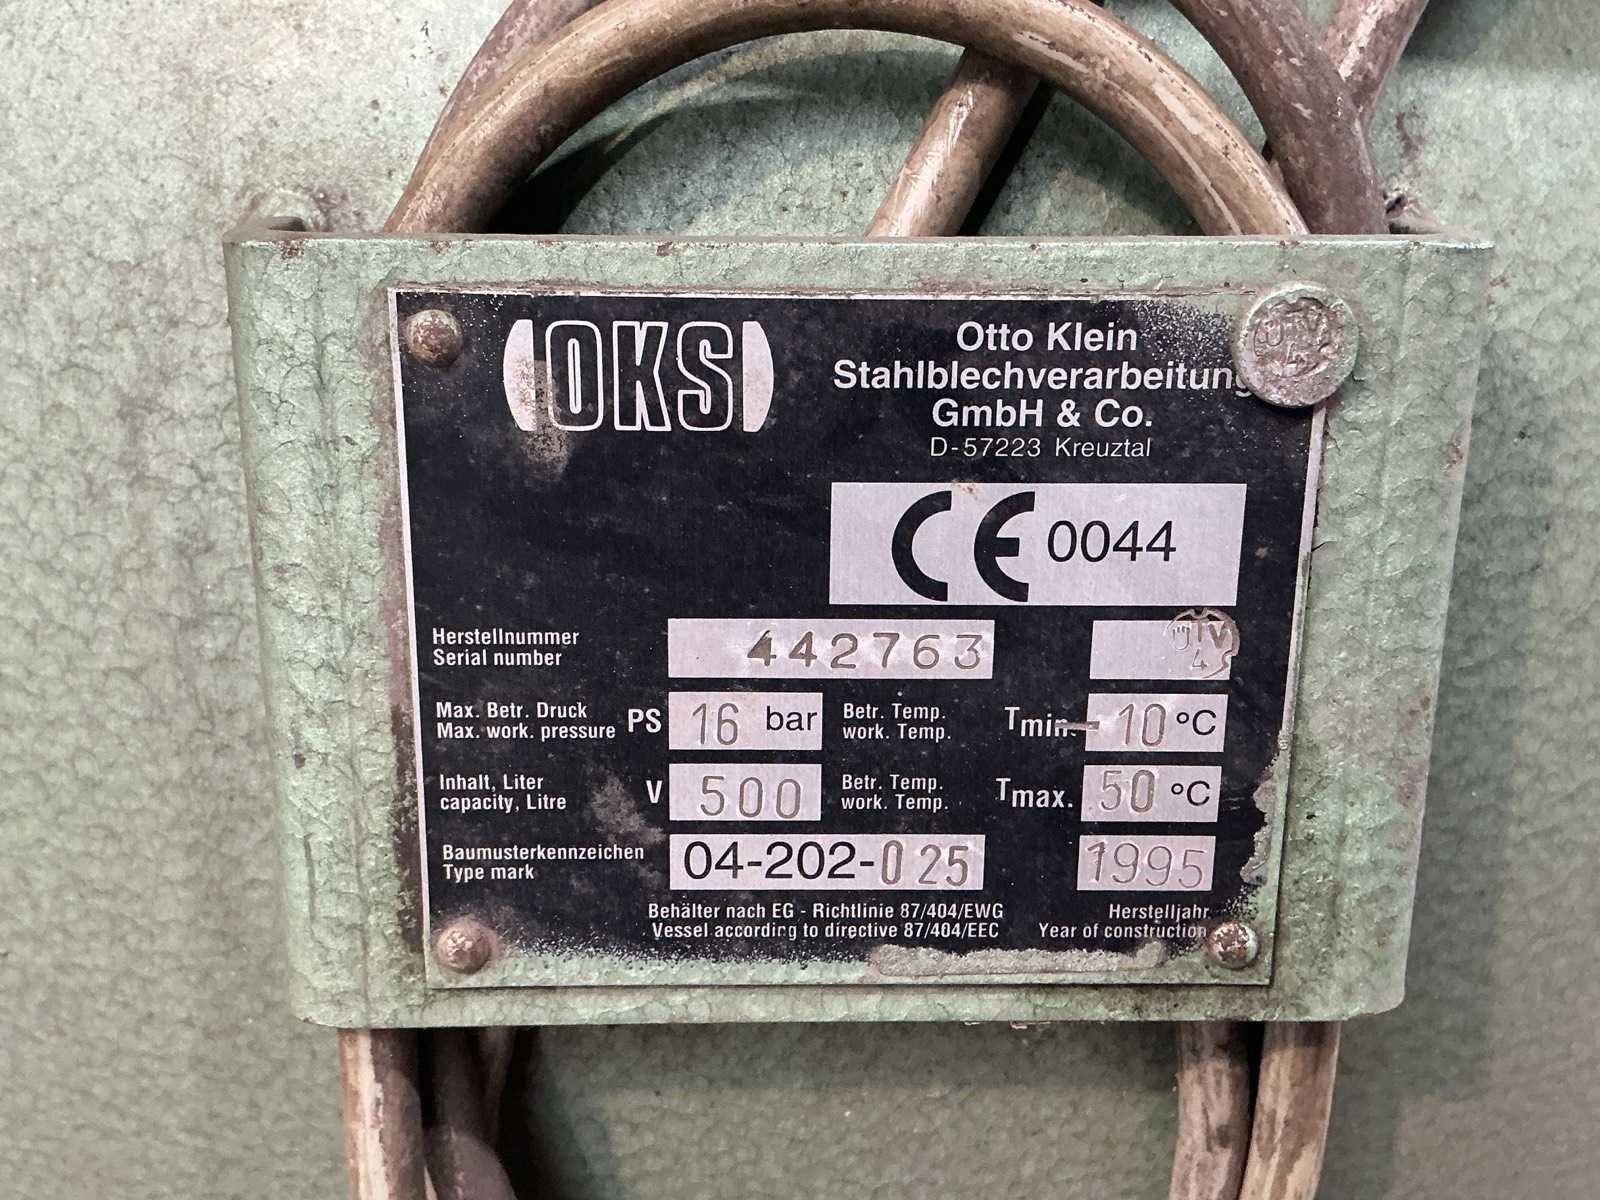 OKS
Otto Klein
Stahlblechverarbeitung
GmbH & Co.
D-57223 Kreuztal
CE 0044
Herstellnummer
Serial number
442763
Max. Betr. Druck
Max. work. pressure
PS 16 bar
Betr. Temp.
work. Temp.
Tmin. -10 °C
Inhalt, Liter
capacity, Litre
V 500
Betr. Temp.
work. Temp.
Tmax. 50 °C
Baumusterkennzeichen
Type mark
04-202-025
1995
Behälter nach EG - Richtlinie 87/404/EWG
Vessel according to directive 87/404/EEC
Herstelljahr
Year of construction